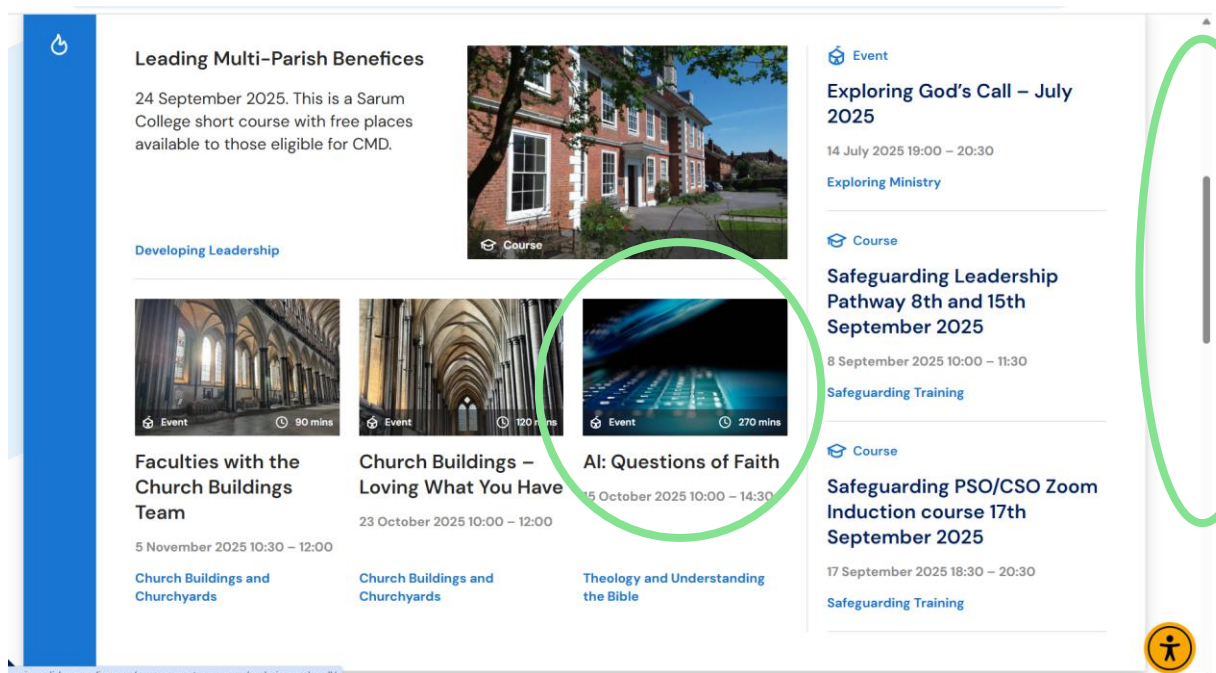 Leading Multi-Parish Benefices
24 September 2025. This is a Sarum
College short course with free places
available to those eligible for CMD.
Developing Leadership
Course
Event
90 mins
Faculties with the
Church Buildings
Team
5 November 2025 10:30 – 12:00
Church Buildings and
Churchyards
Event
120 mins
Church Buildings –
Loving What You Have
23 October 2025 10:00 – 12:00
Church Buildings and
Churchyards
Event
270 mins
AI: Questions of Faith
15 October 2025 10:00 – 14:30
Theology and Understanding
the Bible
Event
Exploring God's Call – July
2025
14 July 2025 19:00 – 20:30
Exploring Ministry
Course
Safeguarding Leadership
Pathway 8th and 15th
September 2025
8 September 2025 10:00 – 11:30
Safeguarding Training
Course
Safeguarding PSO/CSO Zoom
Induction course 17th
September 2025
17 September 2025 18:30 – 20:30
Safeguarding Training